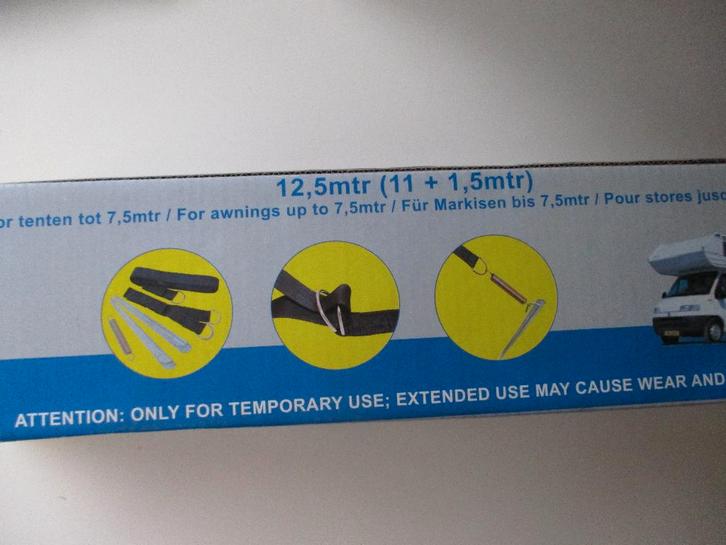 12,5mtr (11 + 1,5mtr)
or tenten tot 7,5mtr / For awnings up to 7,5mtr / Für Markisen bis 7,5mtr / Pour stores jusq
ATTENTION: ONLY FOR TEMPORARY USE; EXTENDED USE MAY CAUSE WEAR AND